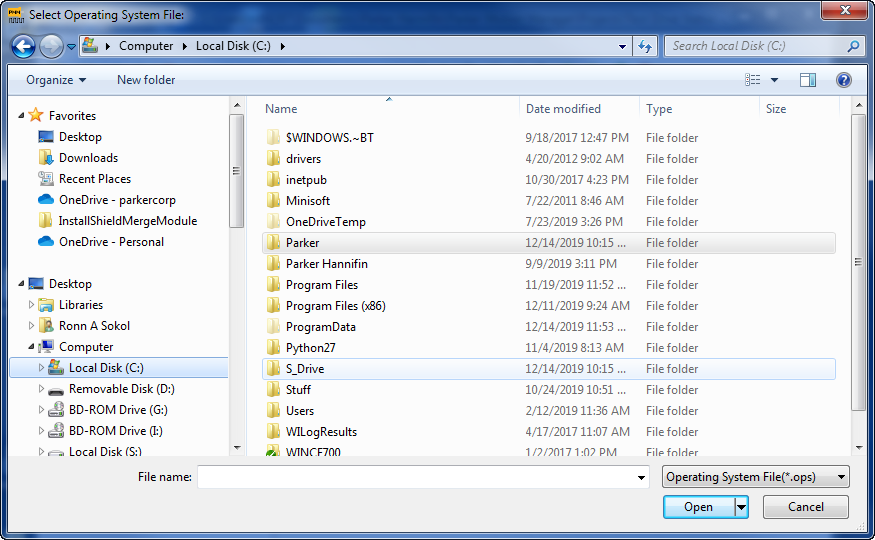 Select Operating System File:
Computer Local Disk (C:) Search Local Disk (C:)
Organize New folder
Favorites
Desktop
Downloads
Recent Places
OneDrive - parkercorp
InstallShieldMergeModule
OneDrive - Personal
Desktop
Libraries
Ronn A Sokol
Computer
Local Disk (C:)
Removable Disk (D:)
BD-ROM Drive (G:)
BD-ROM Drive (I:)
Local Disk (S:)
Name Date modified Type Size
$WINDOWS.~BT 9/18/2017 12:47 PM File folder
drivers 4/20/2012 9:02 AM File folder
inetpub 10/30/2017 4:23 PM File folder
Minisoft 7/22/2011 8:46 AM File folder
OneDriveTemp 7/23/2019 3:26 PM File folder
Parker 12/14/2019 10:15 ... File folder
Parker Hannifin 9/9/2019 3:11 PM File folder
Program Files 11/19/2019 11:52 ... File folder
Program Files (x86) 12/11/2019 9:24 AM File folder
ProgramData 12/14/2019 11:53 ... File folder
Python27 11/4/2019 8:13 AM File folder
S_Drive 12/14/2019 10:15 ... File folder
Stuff 10/24/2019 10:51 ... File folder
Users 2/12/2019 11:36 AM File folder
WILogResults 4/17/2017 11:07 AM File folder
WINCE700 1/2/2017 1:02 PM File folder
File name: Operating System File(*.ops)
Open Cancel